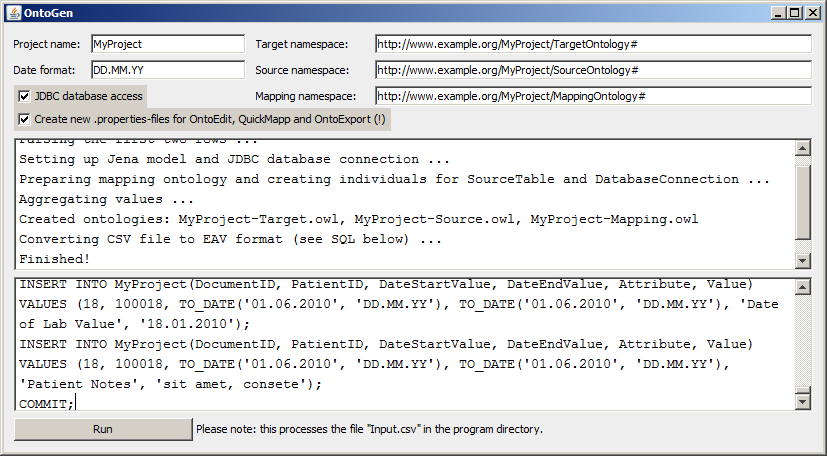 OntoGen
Project name: MyProject Target namespace: http://www.example.org/MyProject/TargetOntology#
Date format: DD.MM.YY Source namespace: http://www.example.org/MyProject/SourceOntology#
JDBC database access Mapping namespace: http://www.example.org/MyProject/MappingOntology#
Create new .properties-files for OntoEdit, QuickMapp and OntoExport (!)
Parsing the first two rows ...
Setting up Jena model and JDBC database connection ...
Preparing mapping ontology and creating individuals for SourceTable and DatabaseConnection ...
Aggregating values ...
Created ontologies: MyProject-Target.owl, MyProject-Source.owl, MyProject-Mapping.owl
Converting CSV file to EAV format (see SQL below) ...
Finished!
INSERT INTO MyProject(DocumentID, PatientID, DateStartValue, DateEndValue, Attribute, Value)
VALUES (18, 100018, TO_DATE('01.06.2010', 'DD.MM.YY'), TO_DATE('01.06.2010', 'DD.MM.YY'), 'Date
of Lab Value', '18.01.2010');
INSERT INTO MyProject(DocumentID, PatientID, DateStartValue, DateEndValue, Attribute, Value)
VALUES (18, 100018, TO_DATE('01.06.2010', 'DD.MM.YY'), TO_DATE('01.06.2010', 'DD.MM.YY'),
'Patient Notes', 'sit amet, consete');
COMMIT;
Run Please note: this processes the file "Input.csv" in the program directory.